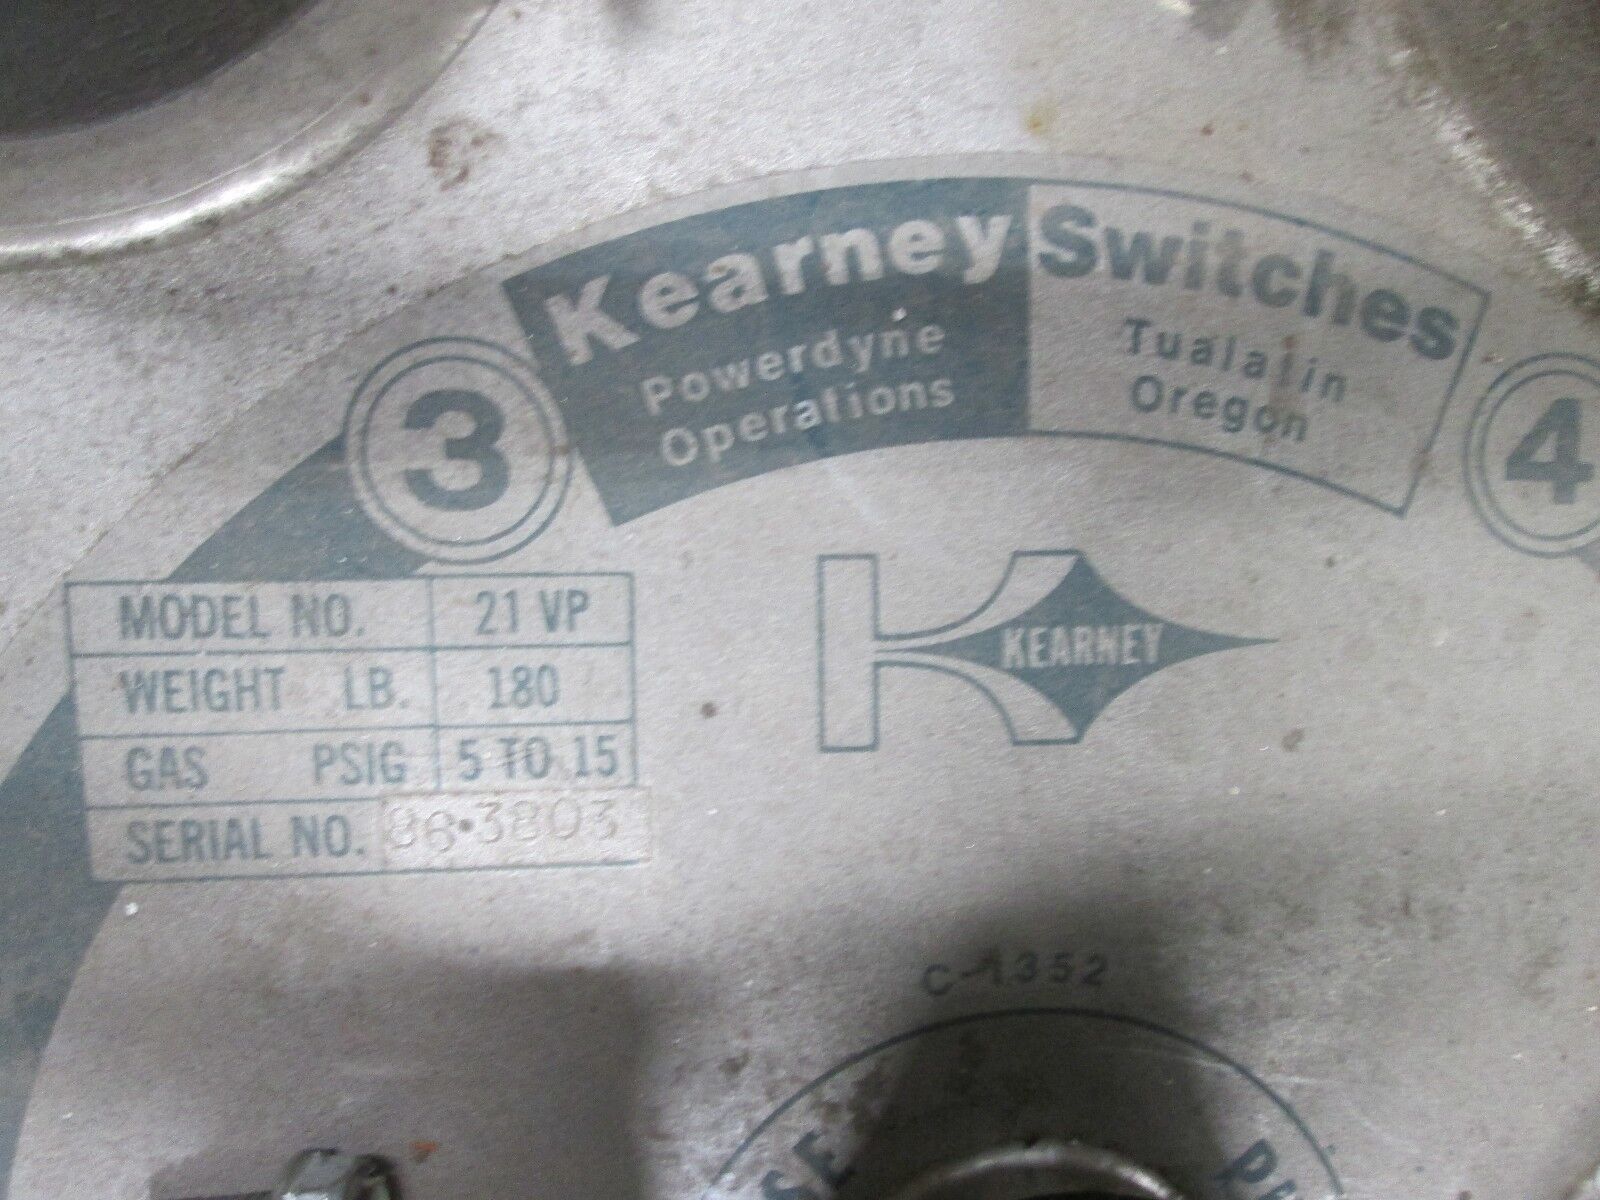 Kearney Switches
Powerdyne
Operations
Tualatin
Oregon
3
4
KEARNEY
MODEL NO. 21 VP
WEIGHT LB. 180
GAS PSIG 5 TO 15
SERIAL NO. 86-3803
C-1352